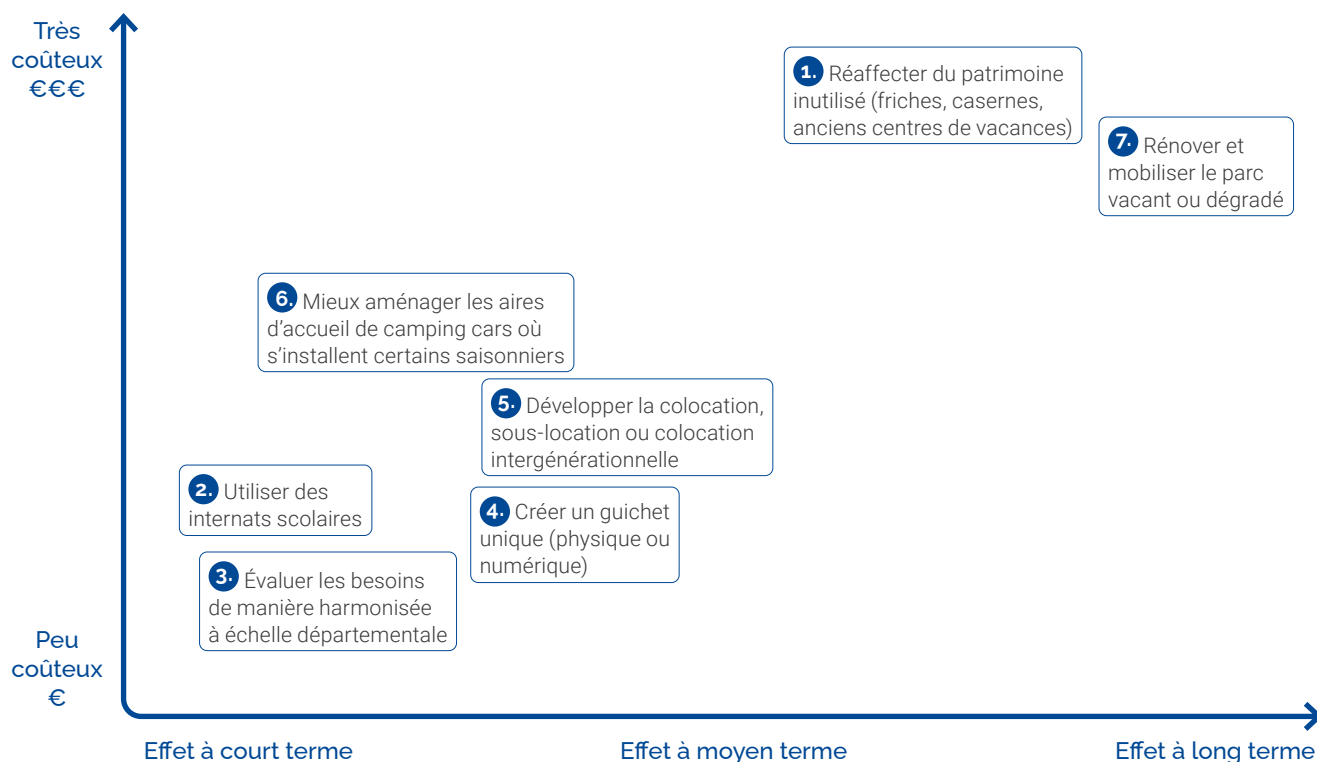 Très
coûteux
€€€
1. Réaffecter du patrimoine
inutilisé (friches, casernes,
anciens centres de vacances)
7. Rénover et
mobiliser le parc
vacant ou dégradé
6. Mieux aménager les aires
d'accueil de camping cars où
s'installent certains saisonniers
5. Développer la colocation,
sous-location ou colocation
intergénérationnelle
2. Utiliser des
internats scolaires
4. Créer un guichet
unique (physique ou
numérique)
3. Évaluer les besoins
de manière harmonisée
à échelle départementale
Peu
coûteux
€
Effet à court terme
Effet à moyen terme
Effet à long terme